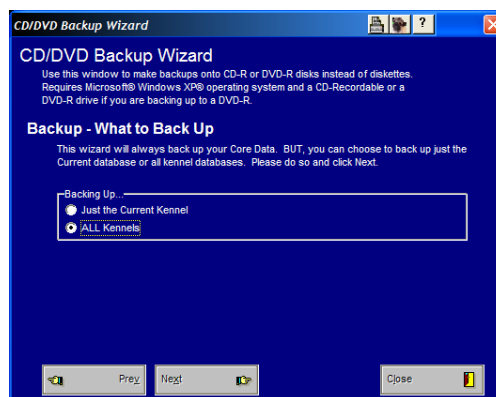 CD/DVD Backup Wizard
?
CD/DVD Backup Wizard
Use this window to make backups onto CD-R or DVD-R disks instead of diskettes.
Requires Microsoft® Windows XP® operating system and a CD-Recordable or a
DVD-R drive if you are backing up to a DVD-R.
Backup - What to Back Up
This wizard will always back up your Core Data. BUT, you can choose to back up just the
Current database or all kennel databases. Please do so and click Next.
Backing Up...
Just the Current Kennel
ALL Kennels
Prev Next Close